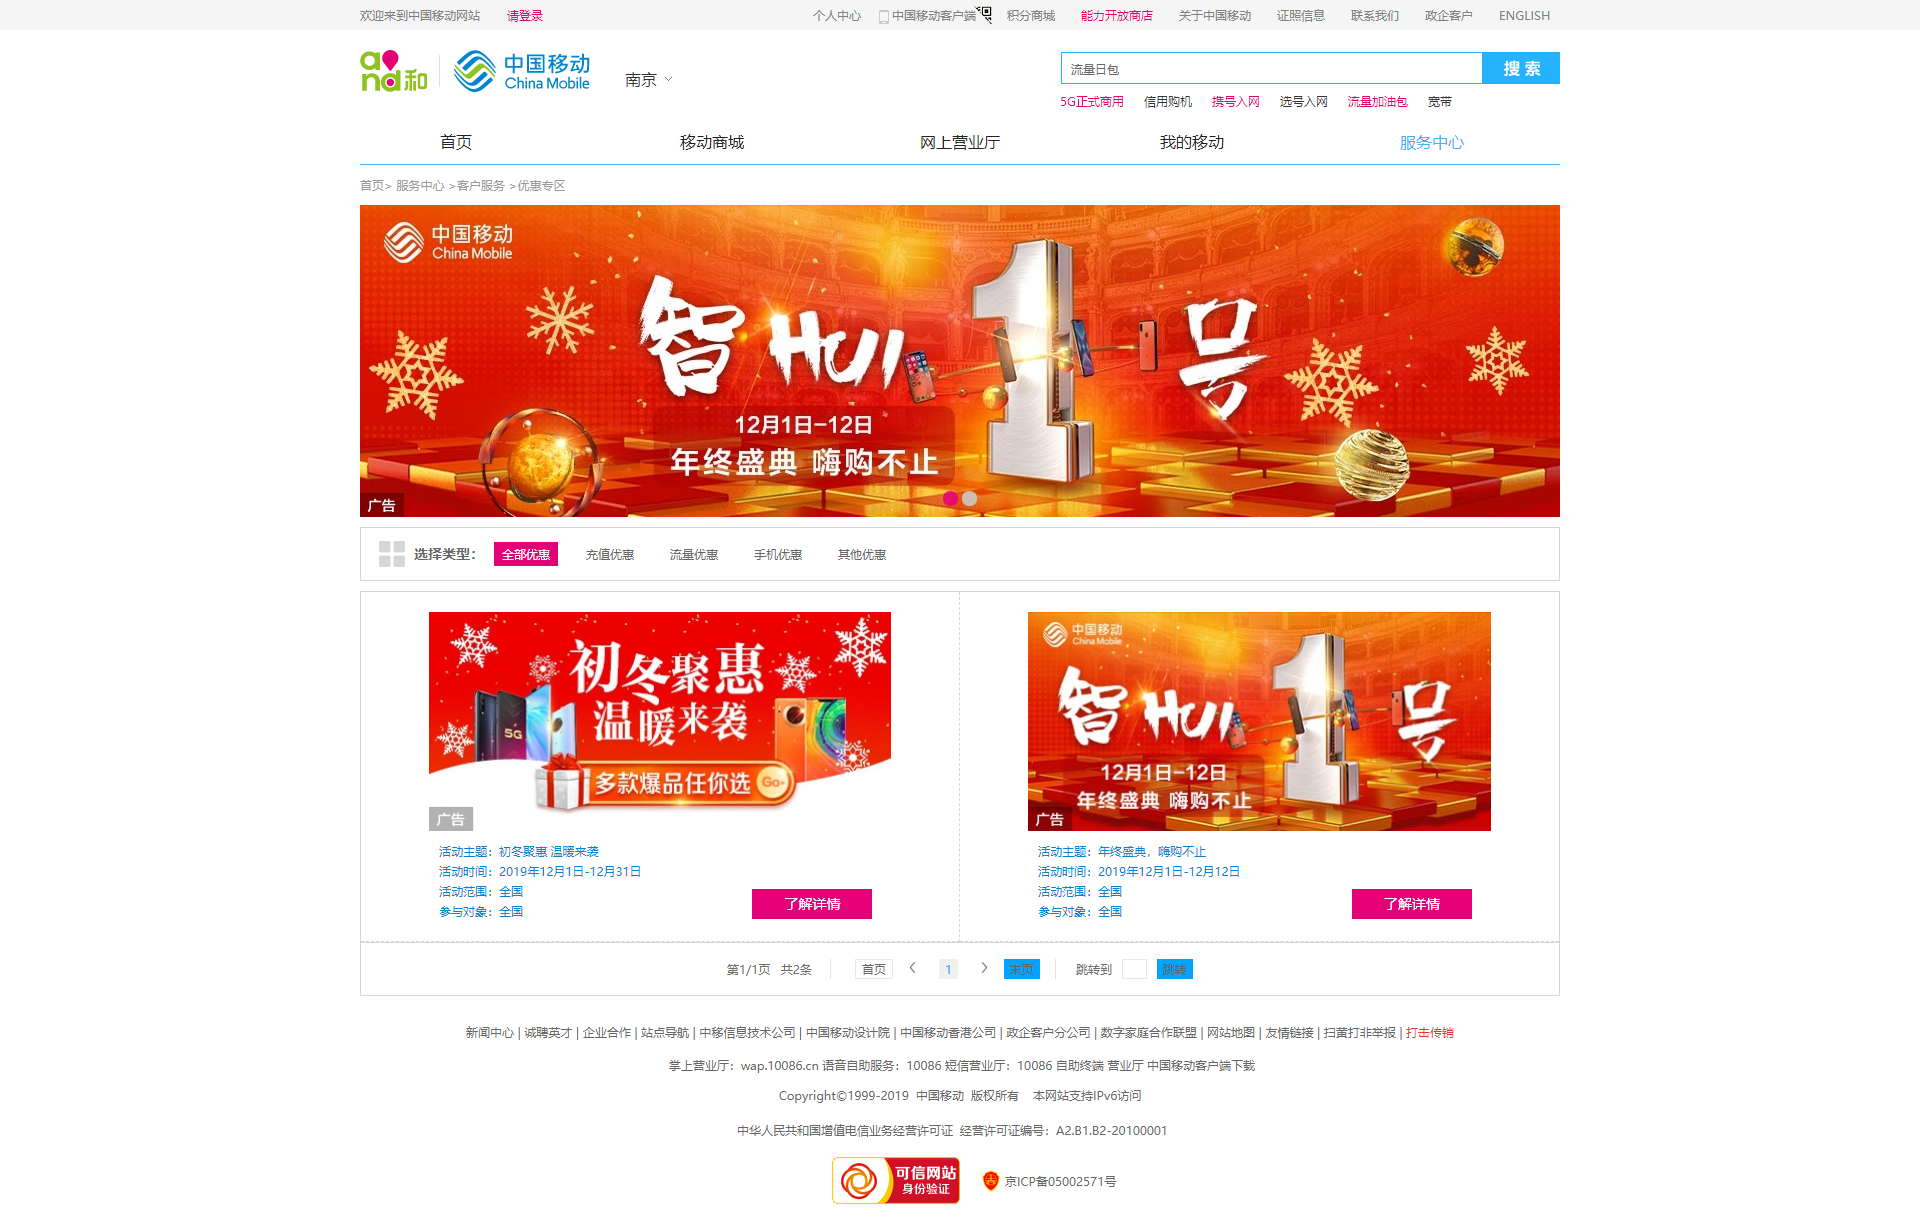 欢迎来到中国移动网站 请登录 个人中心 中国移动客户端 积分商城 能力开放商店 关于中国移动 证照信息 联系我们 政企客户 ENGLISH
and和 中国移动 China Mobile 南京 流量日包 搜 索
5G正式商用 信用购机 携号入网 选号入网 流量加油包 宽带
首页 移动商城 网上营业厅 我的移动 服务中心
首页> 服务中心 >客户服务 >优惠专区
中国移动
China Mobile
智HUI 1 号
12月1日-12日
年终盛典 嗨购不止
广告
选择类型： 全部优惠 充值优惠 流量优惠 手机优惠 其他优惠
初冬聚惠
温暖来袭
5G
多款爆品任你选 Go>
广告
活动主题：初冬聚惠 温暖来袭
活动时间：2019年12月1日-12月31日
活动范围：全国
参与对象：全国
了解详情
中国移动
China Mobile
智HUI 1 号
12月1日-12日
年终盛典 嗨购不止
广告
活动主题：年终盛典，嗨购不止
活动时间：2019年12月1日-12月12日
活动范围：全国
参与对象：全国
了解详情
第1/1页 共2条 首页 < 1 > 末页 跳转到 跳转
新闻中心 | 诚聘英才 | 企业合作 | 站点导航 | 中移信息技术公司 | 中国移动设计院 | 中国移动香港公司 | 政企客户分公司 | 数字家庭合作联盟 | 网站地图 | 友情链接 | 扫黄打非举报 | 打击传销
掌上营业厅：wap.10086.cn 语音自助服务：10086 短信营业厅：10086 自助终端 营业厅 中国移动客户端下载
Copyright©1999-2019 中国移动 版权所有 本网站支持IPv6访问
中华人民共和国增值电信业务经营许可证 经营许可证编号：A2.B1.B2-20100001
可信网站
身份验证
京ICP备05002571号